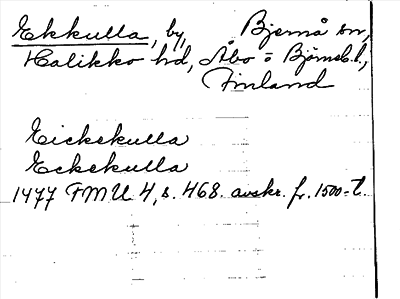 Ekkulla, by, Bjernå sn,
Halikko hd, Åbo o Björneb. l,
Finland
Eickekulla
Eckekulla
1477 FMU 4, s. 468. avskr. fr. 1500-t.